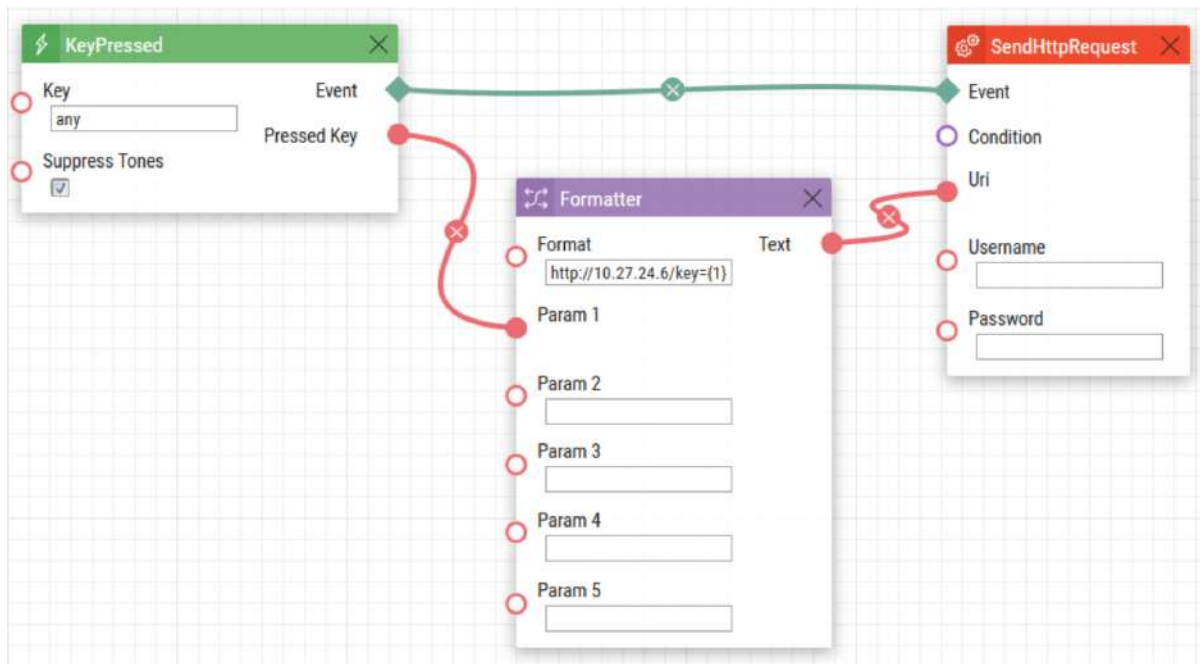 KeyPressed
Key
any
Suppress Tones
Event
Pressed Key
Formatter
Format
http://10.27.24.6/key={1}
Text
Param 1
Param 2
Param 3
Param 4
Param 5
SendHttpRequest
Event
Condition
Uri
Username
Password